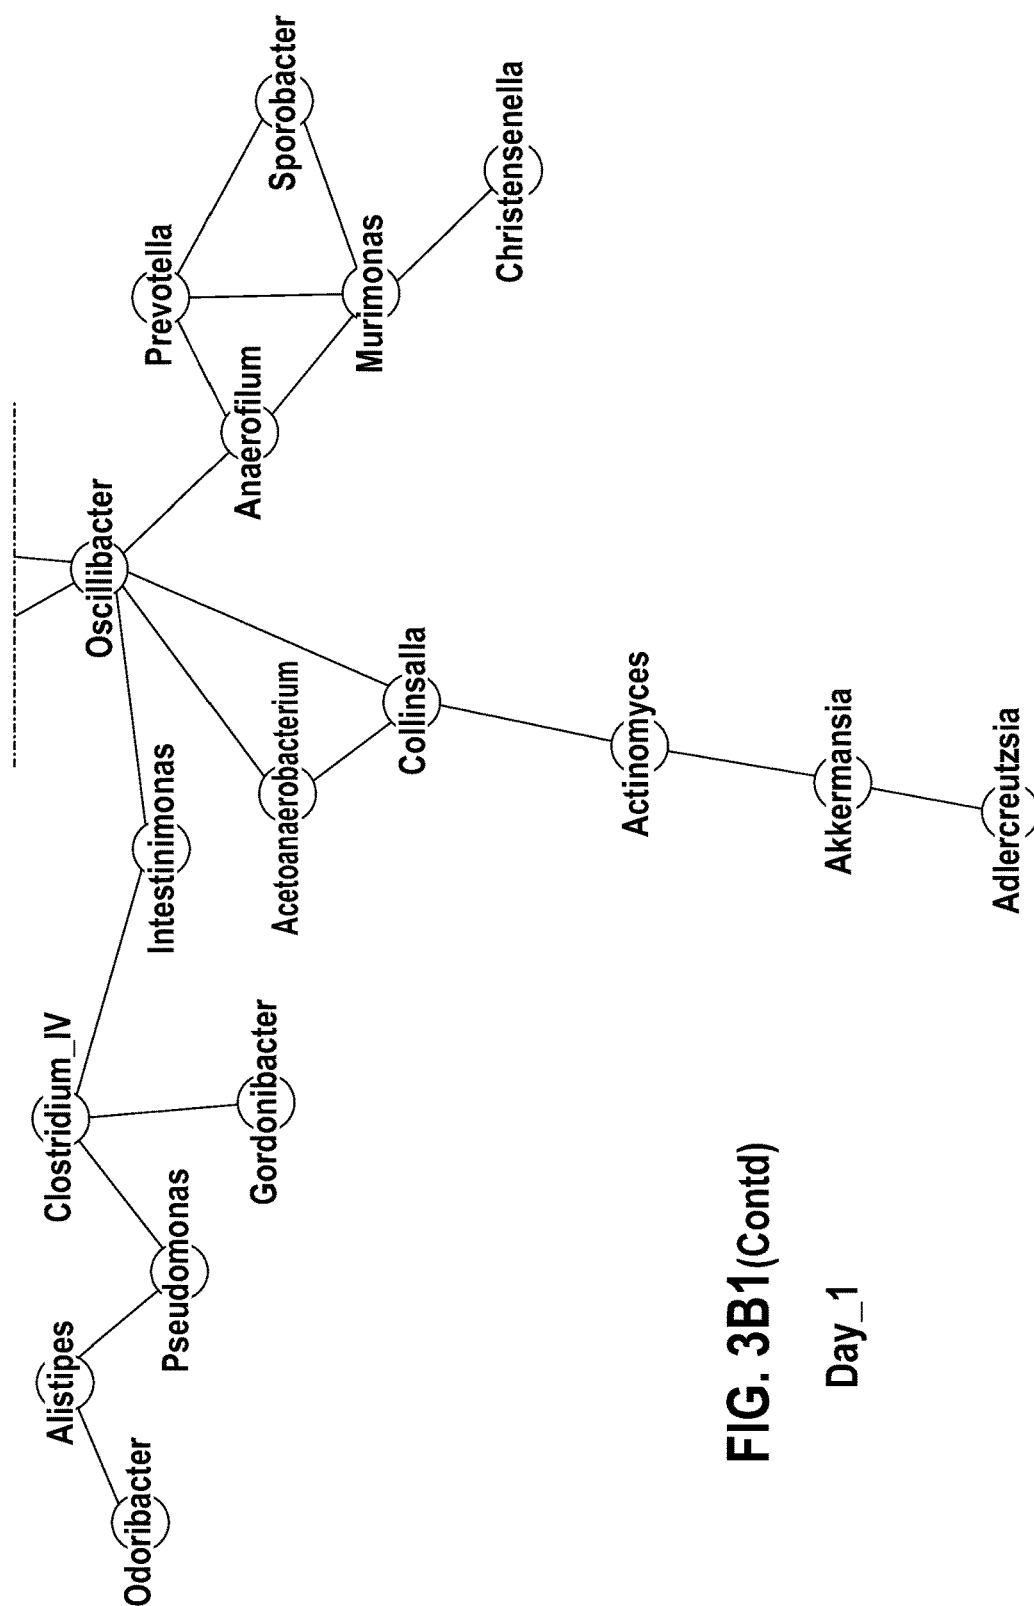 Oscillibacter
Prevotella
Sporobacter
Anaerofilum
Murimonas
Christensenella
Intestinimonas
Acetoanaerobacterium
Collinsalla
Actinomyces
Akkermansia
Adlercreutzsia
Clostridium_IV
Gordonibacter
Pseudomonas
Alistipes
Odoribacter
FIG. 3B1(Contd)
Day_1